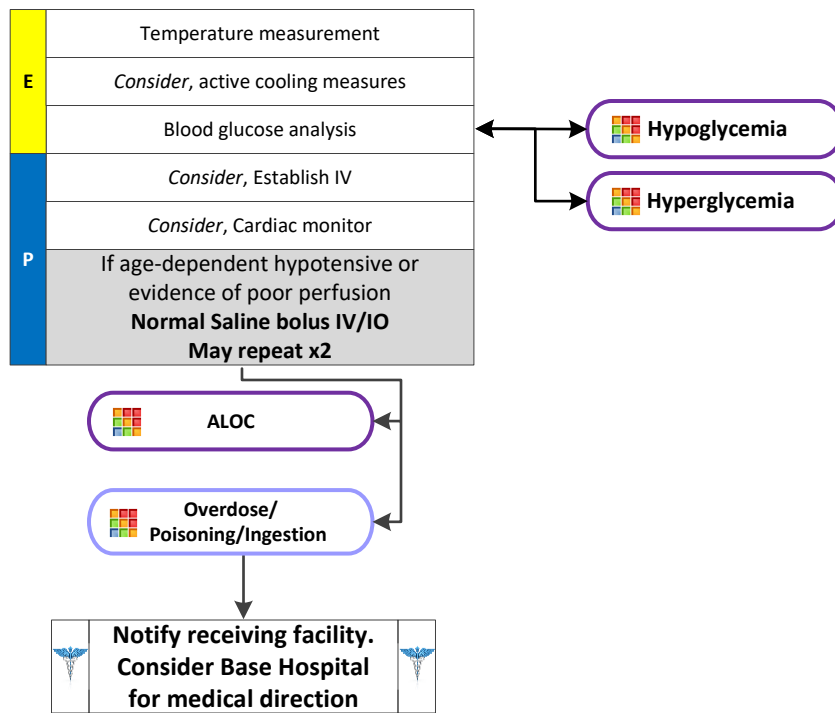 E
Temperature measurement
Consider, active cooling measures
Blood glucose analysis
Hypoglycemia
Hyperglycemia
P
Consider, Establish IV
Consider, Cardiac monitor
If age-dependent hypotensive or
evidence of poor perfusion
Normal Saline bolus IV/IO
May repeat x2
ALOC
Overdose/
Poisoning/Ingestion
Notify receiving facility.
Consider Base Hospital
for medical direction